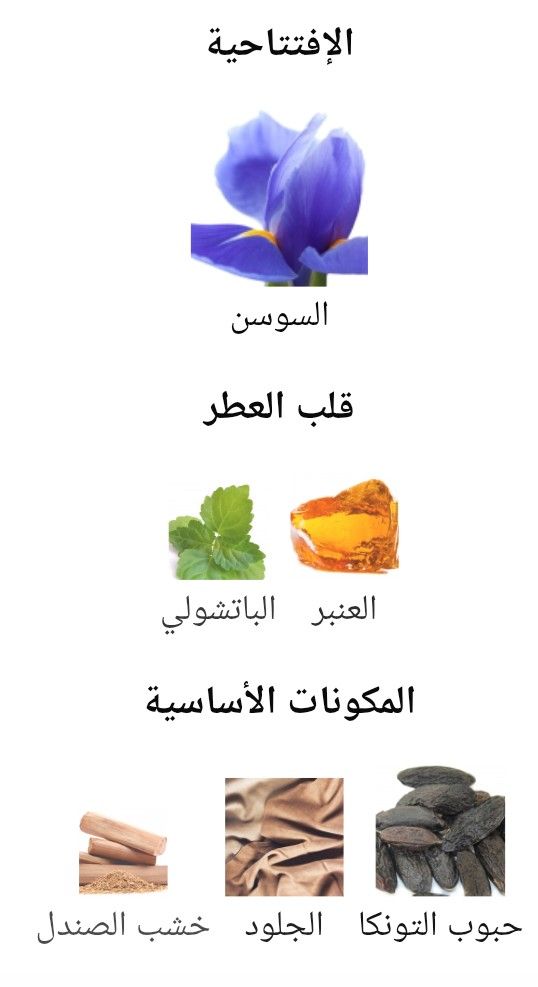 الإفتتاحية
السوسن
قلب العطر
العنبر
الباتشولي
المكونات الأساسية
حبوب التونكا
الجلود
خشب الصندل